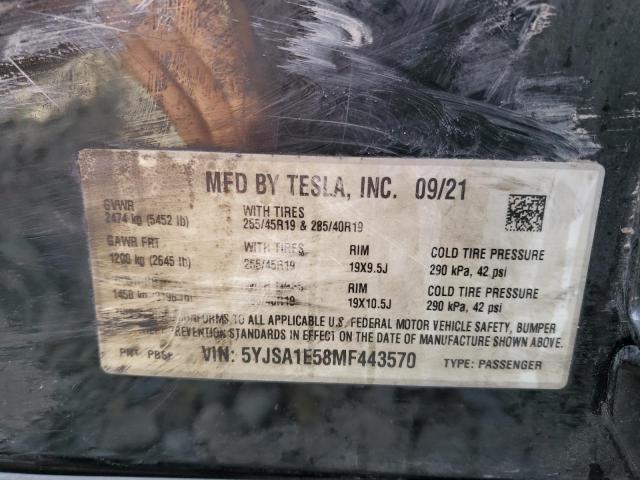 MFD BY TESLA, INC. 09/21
GVWR
2474 kg (5452 lb)
WITH TIRES
255/45R19 & 285/40R19
GAWR FRT
1200 kg (2645 lb)
WITH TIRES
255/45R19
RIM
19X9.5J
COLD TIRE PRESSURE
290 kPa, 42 psi
RIM
19X10.5J
COLD TIRE PRESSURE
290 kPa, 42 psi
CONFORMS TO ALL APPLICABLE U.S. FEDERAL MOTOR VEHICLE SAFETY, BUMPER
PREVENTION STANDARDS IN EFFECT ON THE DATE OF MANUFACTURE SHOWN ABOVE.
PNT PBSB
VIN: 5YJSA1E58MF443570
TYPE: PASSENGER